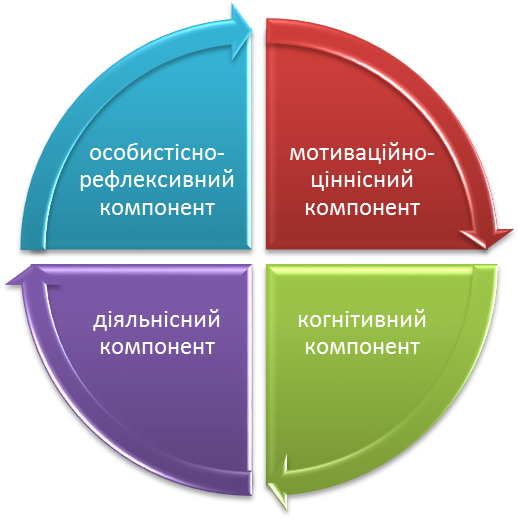 особистісно-
рефлексивний
компонент
мотиваційно-
ціннісний
компонент
діяльнісний
компонент
когнітивний
компонент